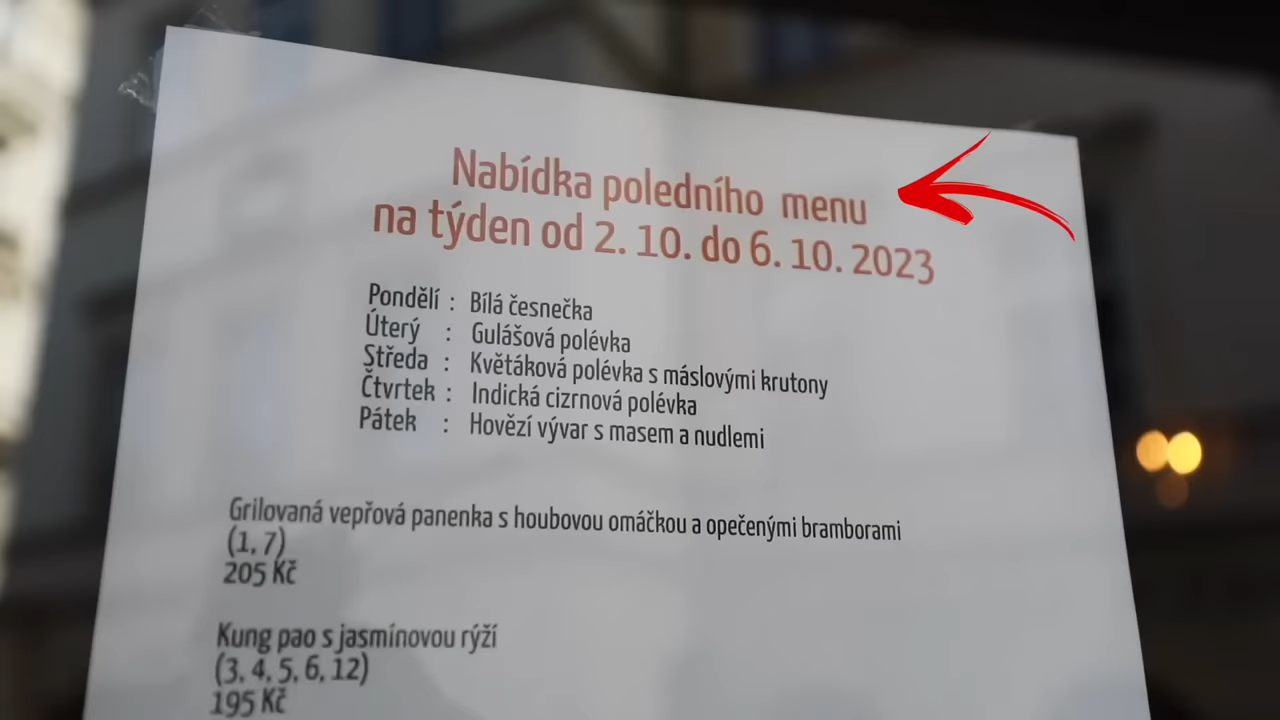 Nabídka poledního menu
na týden od 2. 10. do 6. 10. 2023
Pondělí : Bílá česnečka
Úterý : Gulášová polévka
Středa : Květáková polévka s máslovými krutony
Čtvrtek : Indická cizrnová polévka
Pátek : Hovězí vývar s masem a nudlemi
Grilovaná vepřová panenka s houbovou omáčkou a opečenými bramborami
(1, 7)
205 Kč
Kung pao s jasmínovou rýží
(3, 4, 5, 6, 12)
195 Kč